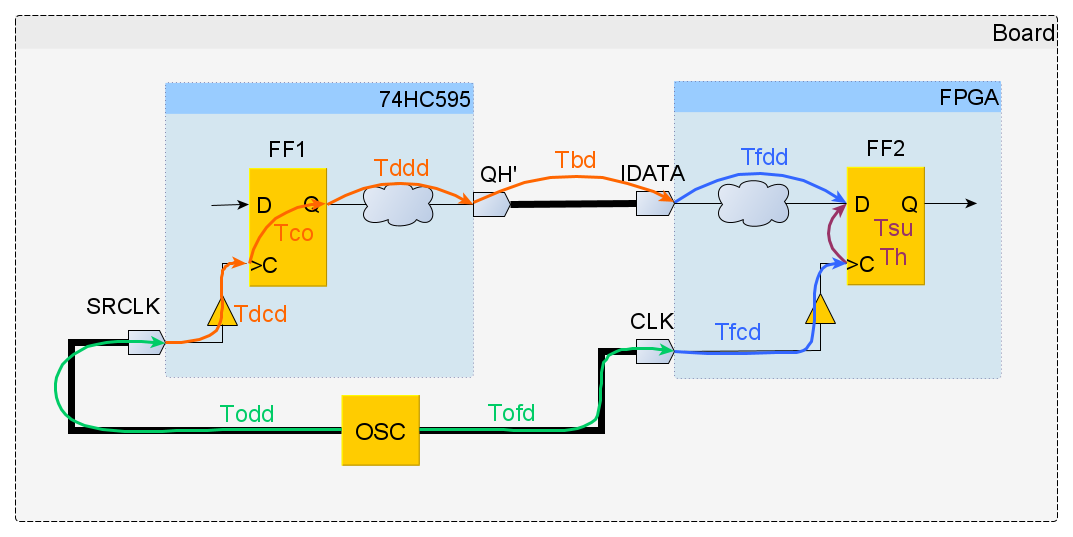 Board
74HC595
FPGA
FF1
FF2
Tddd
QH'
Tbd
IDATA
Tfdd
D
Q
D
Q
Tco
Tsu
Th
>C
>C
SRCLK
Tdcd
CLK
Tfcd
Todd
OSC
Tofd